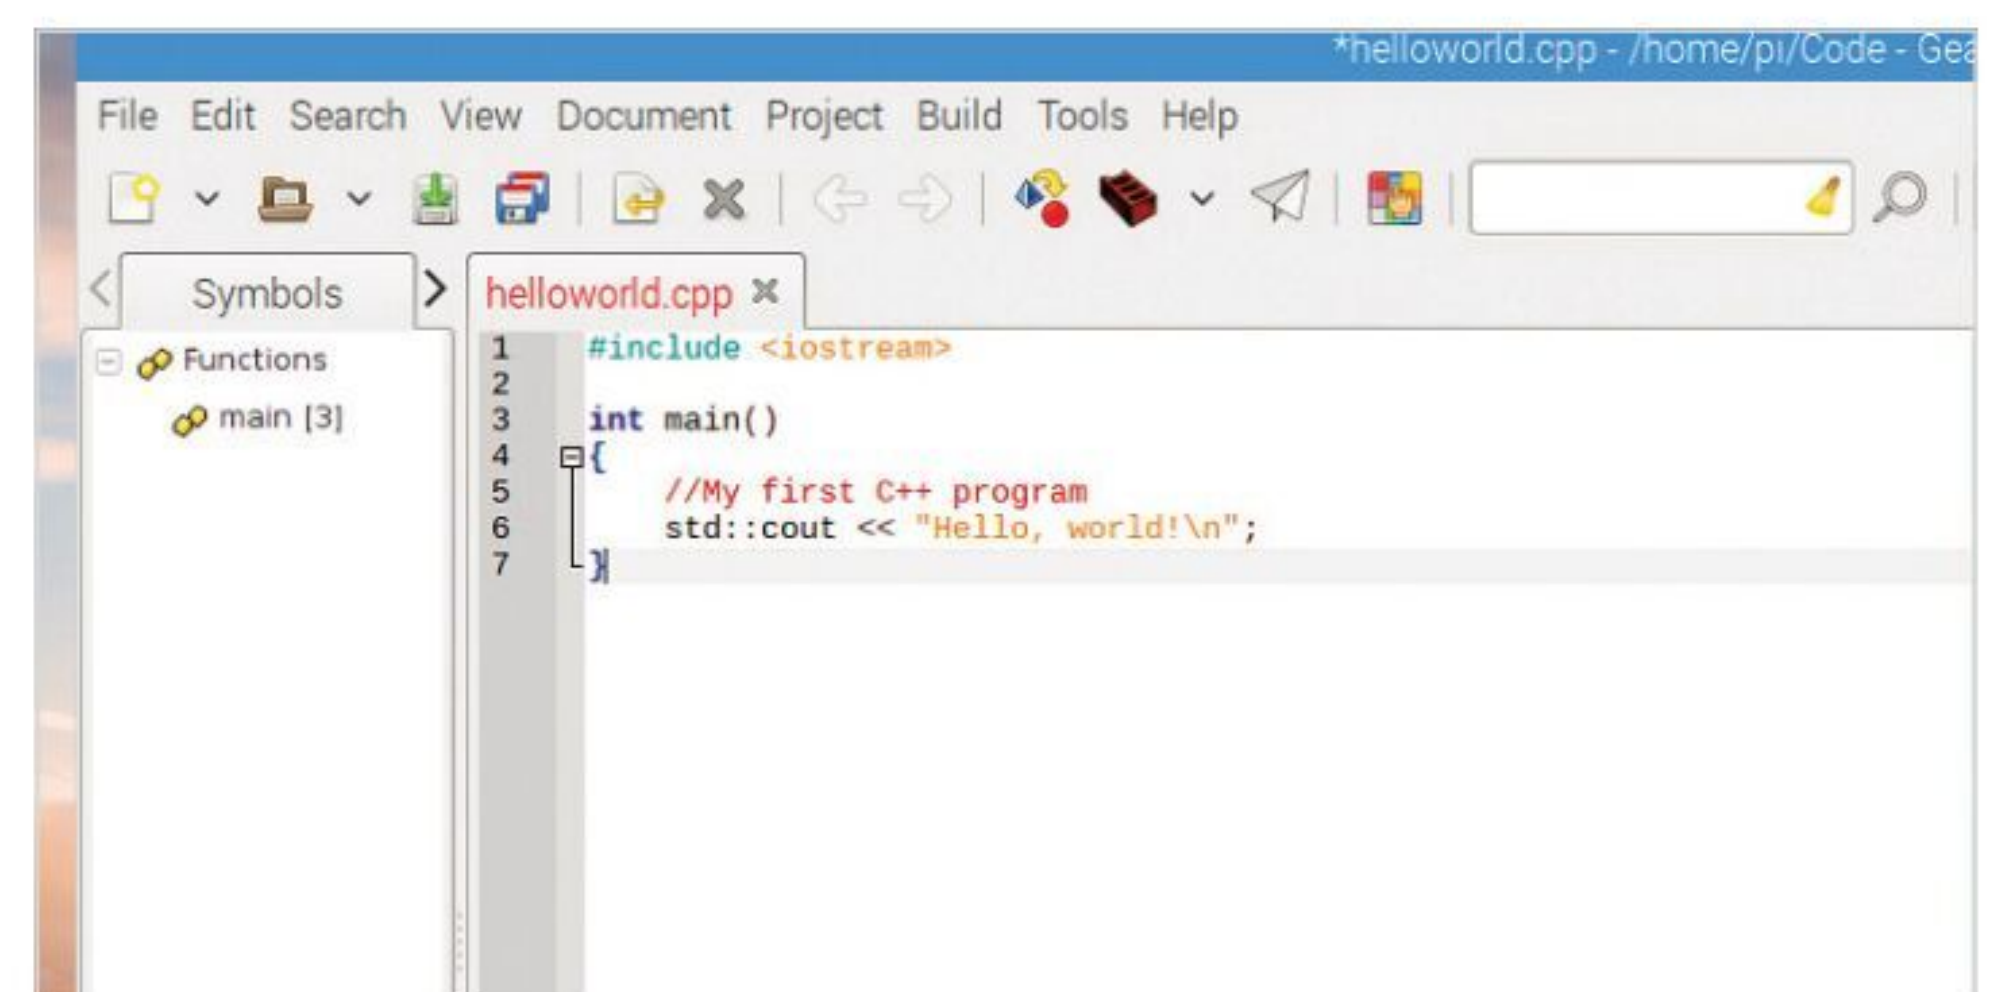 *helloworld.cpp - /home/pi/Code - Gea
File Edit Search View Document Project Build Tools Help
Symbols
helloworld.cpp
Functions
main [3]
1 #include <iostream>
2
3 int main()
4 {
5 //My first C++ program
6 std::cout << "Hello, world!\n";
7 }